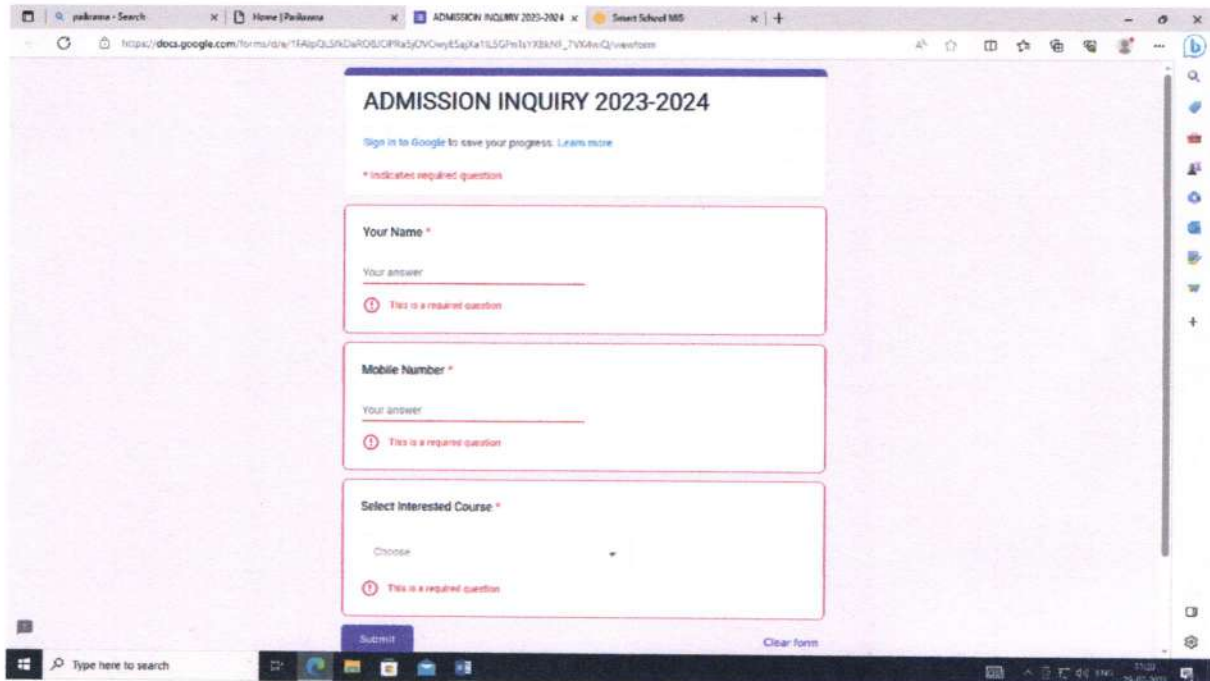 parikrama - Search
Home | Parikrama
ADMISSION INQUIRY 2023-2024
Smart School MIS
ADMISSION INQUIRY 2023-2024
Sign in to Google to save your progress. Learn more
* Indicates required question
Your Name *
Your answer
This is a required question
Mobile Number *
Your answer
This is a required question
Select Interested Course *
Choose
This is a required question
Submit
Clear form
Type here to search
ENG